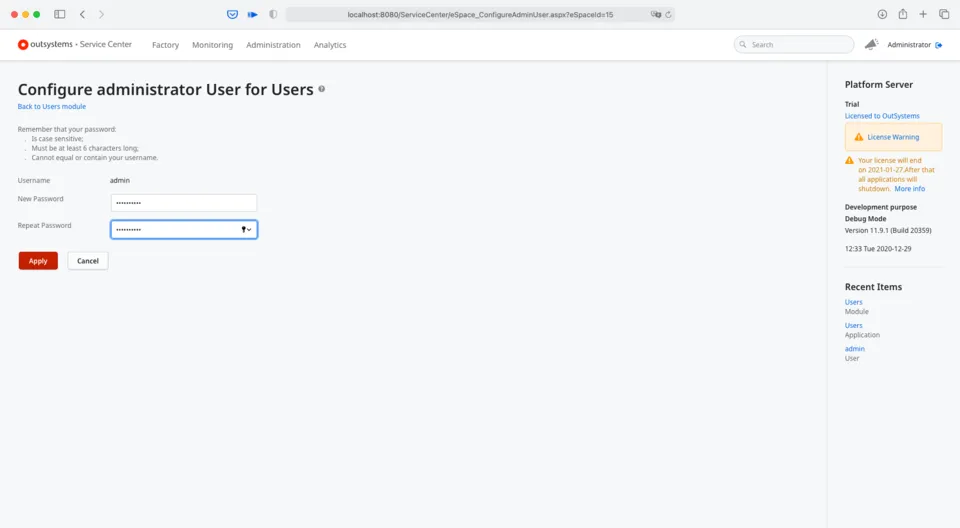 localhost:8080/ServiceCenter/eSpace_ConfigureAdminUser.aspx?eSpaceId=15
outsystems • Service Center
Factory
Monitoring
Administration
Analytics
Search
Administrator
Configure administrator User for Users
Back to Users module
Remember that your password:
. Is case sensitive;
. Must be at least 6 characters long;
. Cannot equal or contain your username.
Username
admin
New Password
••••••••••
Repeat Password
••••••••••
Apply
Cancel
Platform Server
Trial
Licensed to OutSystems
License Warning
Your license will end
on 2021-01-27.After that
all applications will
shutdown. More info
Development purpose
Debug Mode
Version 11.9.1 (Build 20359)
12:33 Tue 2020-12-29
Recent Items
Users
Module
Users
Application
admin
User